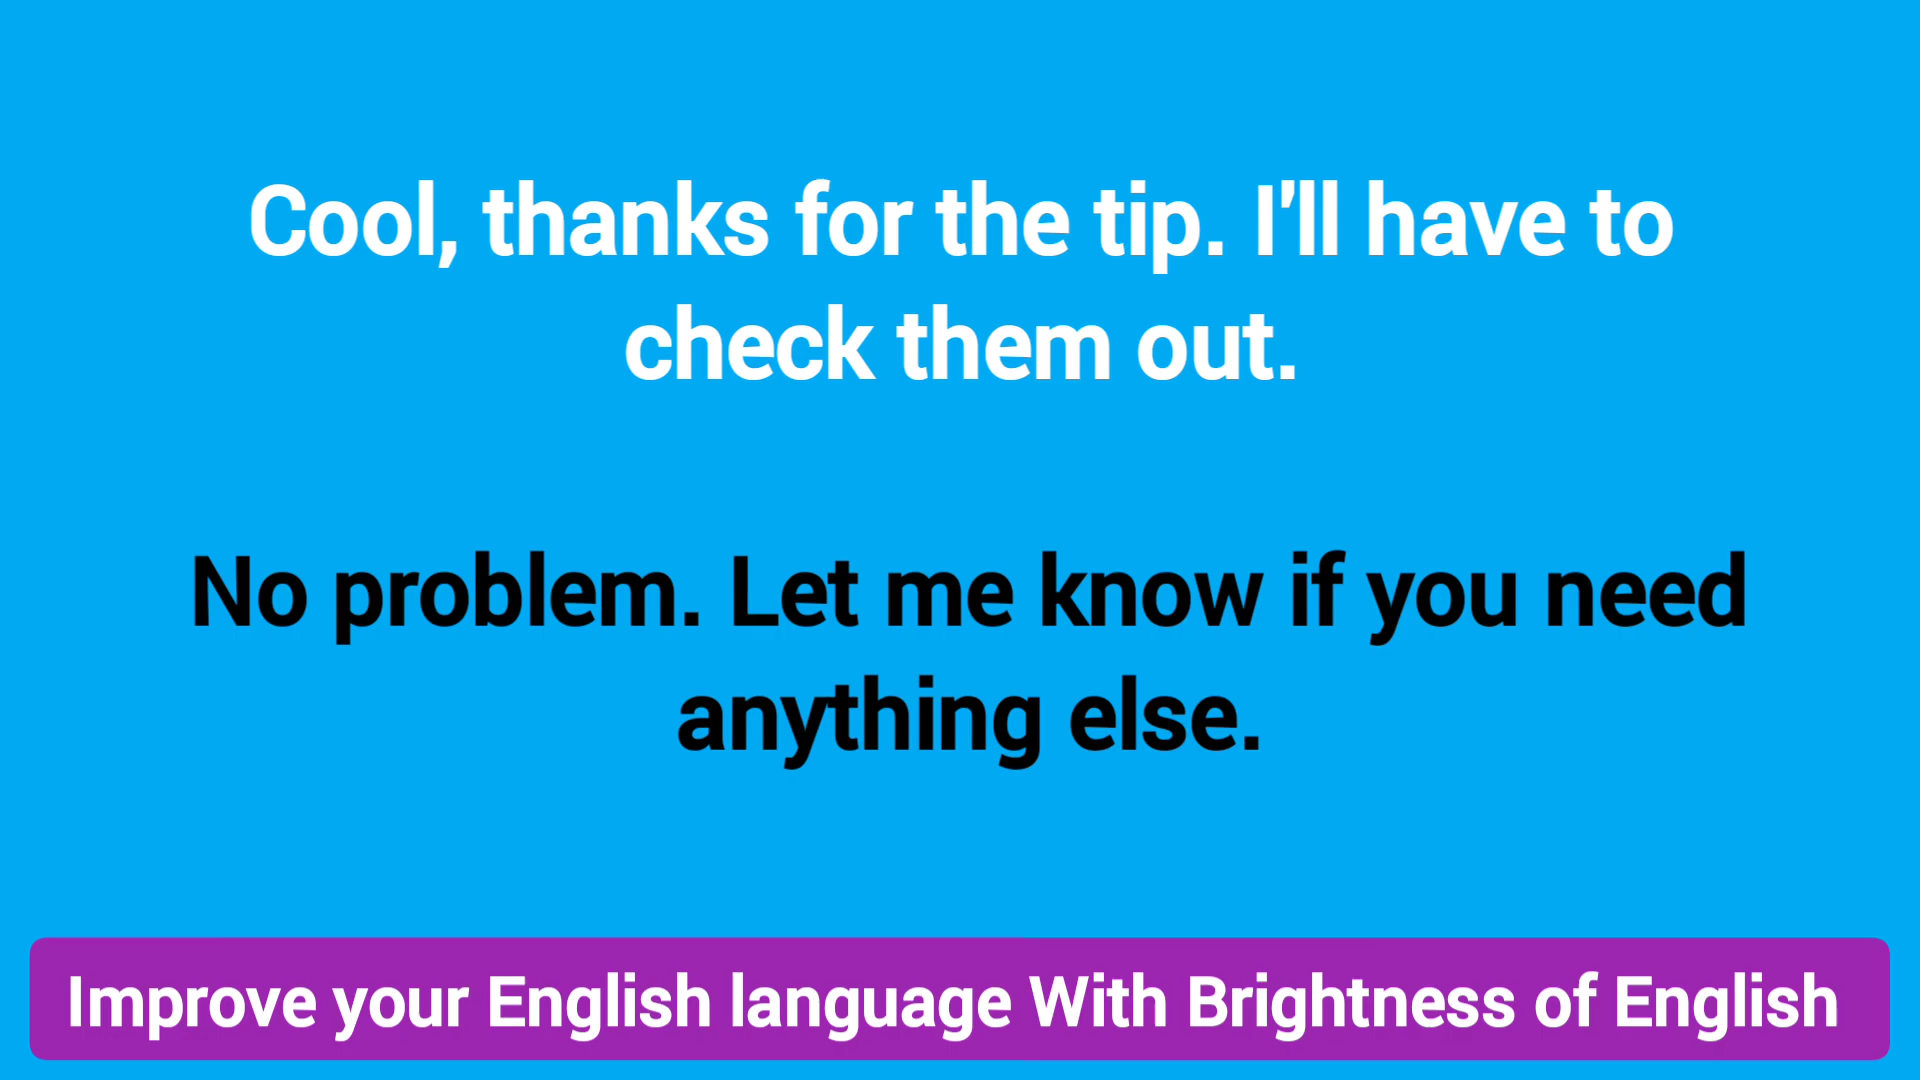 Cool, thanks for the tip. I'll have to
check them out.
No problem. Let me know if you need
anything else.
Improve your English language With Brightness of English